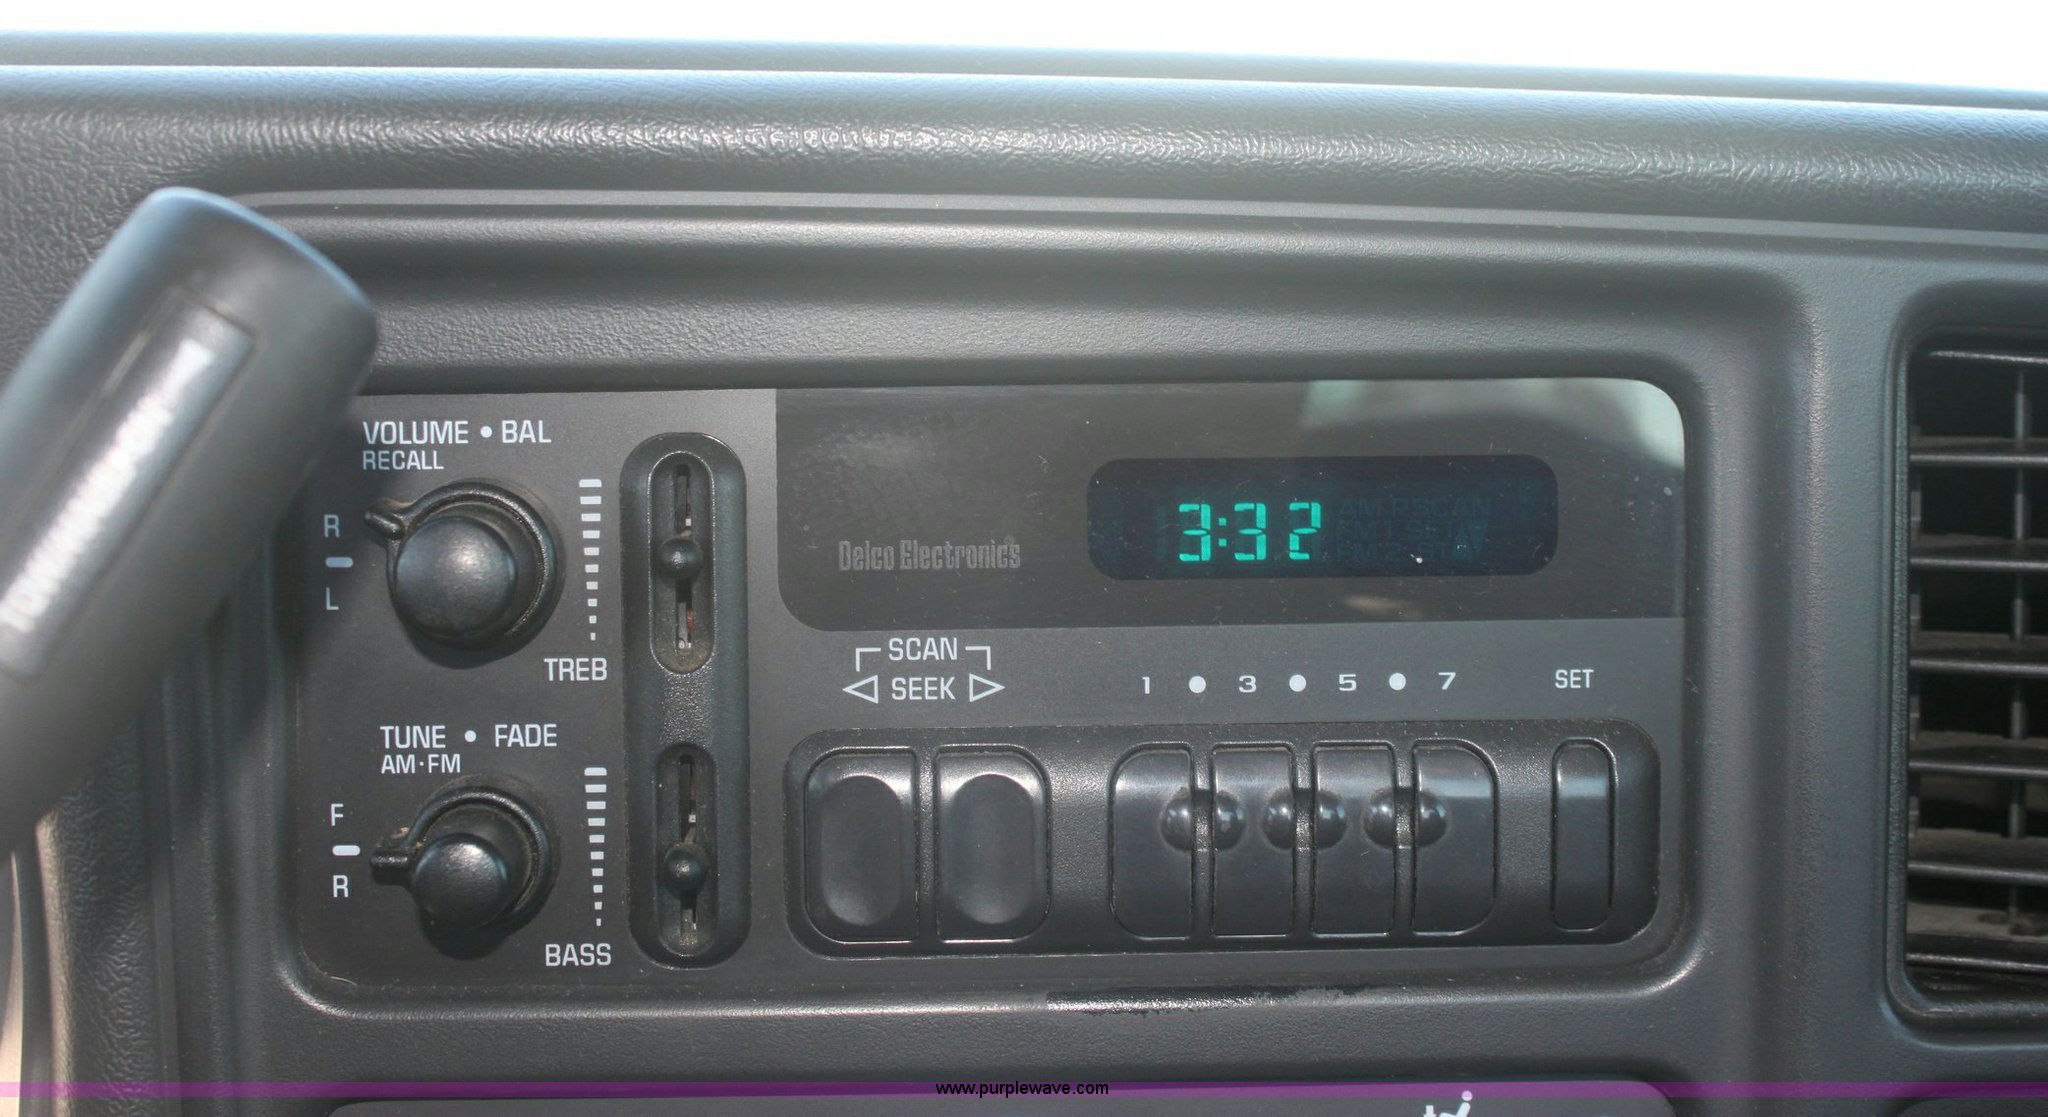 VOLUME • BAL
RECALL
R
L
TREB
TUNE • FADE
AM·FM
F
R
BASS
Delco Electronics
3:32
SCAN
SEEK
1 • 3 • 5 • 7
SET
www.purplewave.com